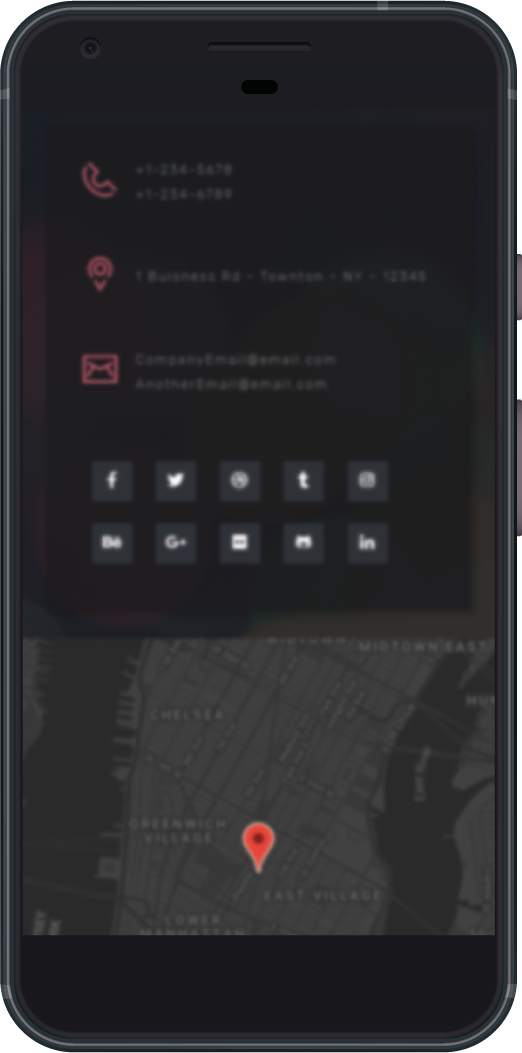 +1-234-5678
+1-234-6789
1 Buisness Rd - Townton - NY - 12345
CompanyEmail@email.com
AnotherEmail@email.com
f
t
Bē
G+
in
MIDTOWN
MIDTOWN EAST
CHELSEA
GREENWICH
VILLAGE
EAST VILLAGE
LOWER
MANHATTAN